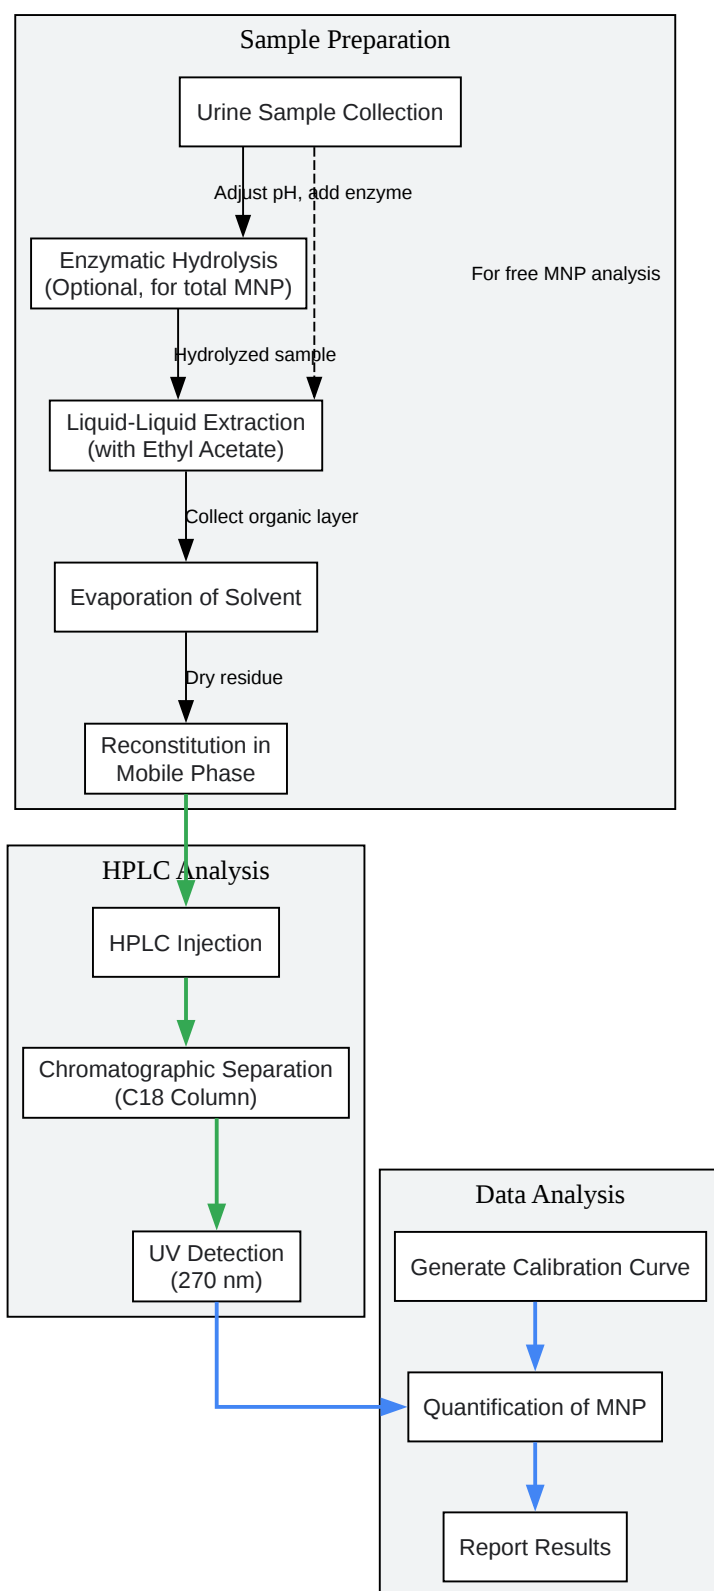 Sample Preparation
Urine Sample Collection
Adjust pH, add enzyme
Enzymatic Hydrolysis
(Optional, for total MNP)
For free MNP analysis
Hydrolyzed sample
Liquid-Liquid Extraction
(with Ethyl Acetate)
Collect organic layer
Evaporation of Solvent
Dry residue
Reconstitution in
Mobile Phase
HPLC Analysis
HPLC Injection
Chromatographic Separation
(C18 Column)
UV Detection
(270 nm)
Data Analysis
Generate Calibration Curve
Quantification of MNP
Report Results